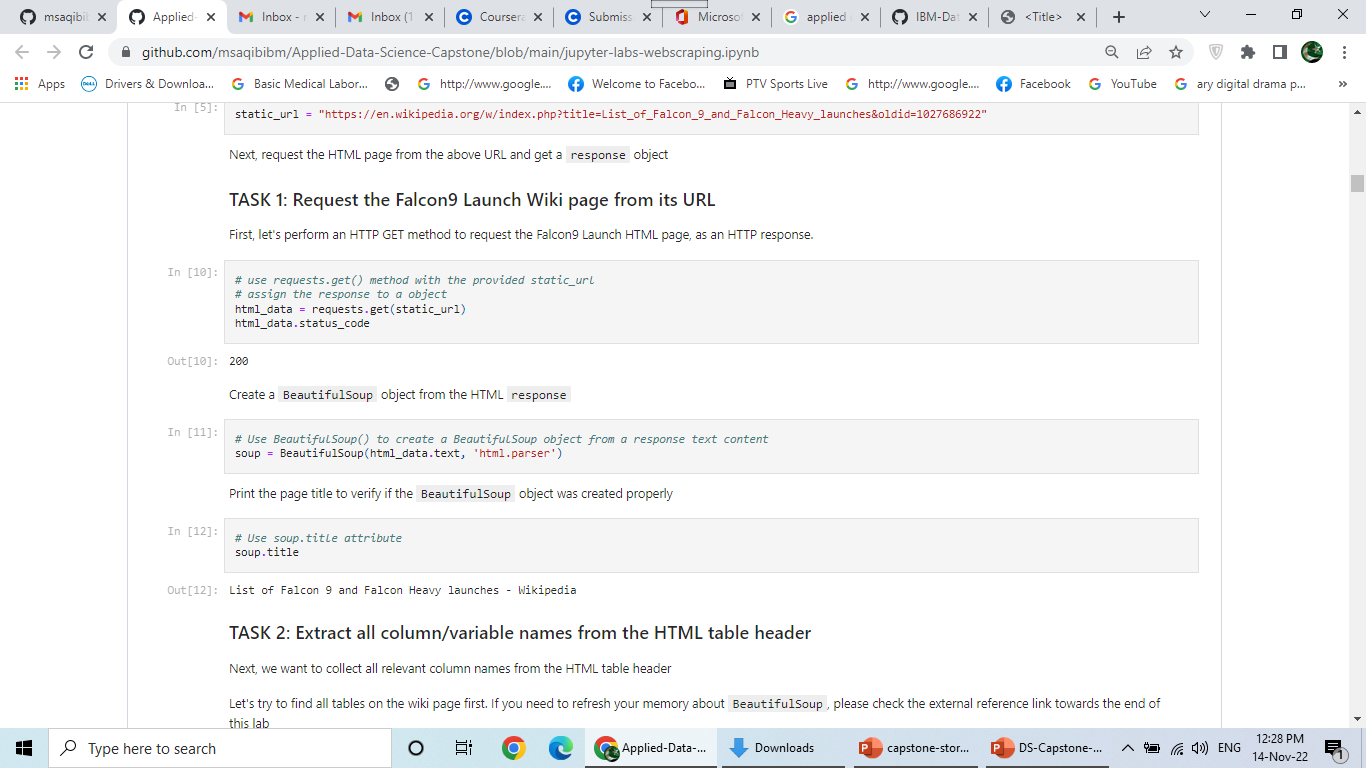 msaqibil
Applied-
Inbox -
Inbox (1
Coursera
Submiss
Microso
applied
IBM-Dat
<Title>
github.com/msaqibibm/Applied-Data-Science-Capstone/blob/main/jupyter-labs-webscraping.ipynb
Apps
Drivers & Downloa...
Basic Medical Labor...
http://www.google....
Welcome to Facebo...
PTV Sports Live
http://www.google....
Facebook
YouTube
ary digital drama p...
»
In [5]:
static_url = "https://en.wikipedia.org/w/index.php?title=List_of_Falcon_9_and_Falcon_Heavy_launches&oldid=1027686922"
Next, request the HTML page from the above URL and get a response object
TASK 1: Request the Falcon9 Launch Wiki page from its URL
First, let's perform an HTTP GET method to request the Falcon9 Launch HTML page, as an HTTP response.
In [10]:
# use requests.get() method with the provided static_url
# assign the response to a object
html_data = requests.get(static_url)
html_data.status_code
Out[10]: 200
Create a BeautifulSoup object from the HTML response
In [11]:
# Use BeautifulSoup() to create a BeautifulSoup object from a response text content
soup = BeautifulSoup(html_data.text, 'html.parser')
Print the page title to verify if the BeautifulSoup object was created properly
In [12]:
# Use soup.title attribute
soup.title
Out[12]: List of Falcon 9 and Falcon Heavy launches - Wikipedia
TASK 2: Extract all column/variable names from the HTML table header
Next, we want to collect all relevant column names from the HTML table header
Let's try to find all tables on the wiki page first. If you need to refresh your memory about BeautifulSoup, please check the external reference link towards the end of
this lab
Type here to search
Applied-Data-...
Downloads
capstone-stor...
DS-Capstone-...
ENG
12:28 PM
14-Nov-22
1